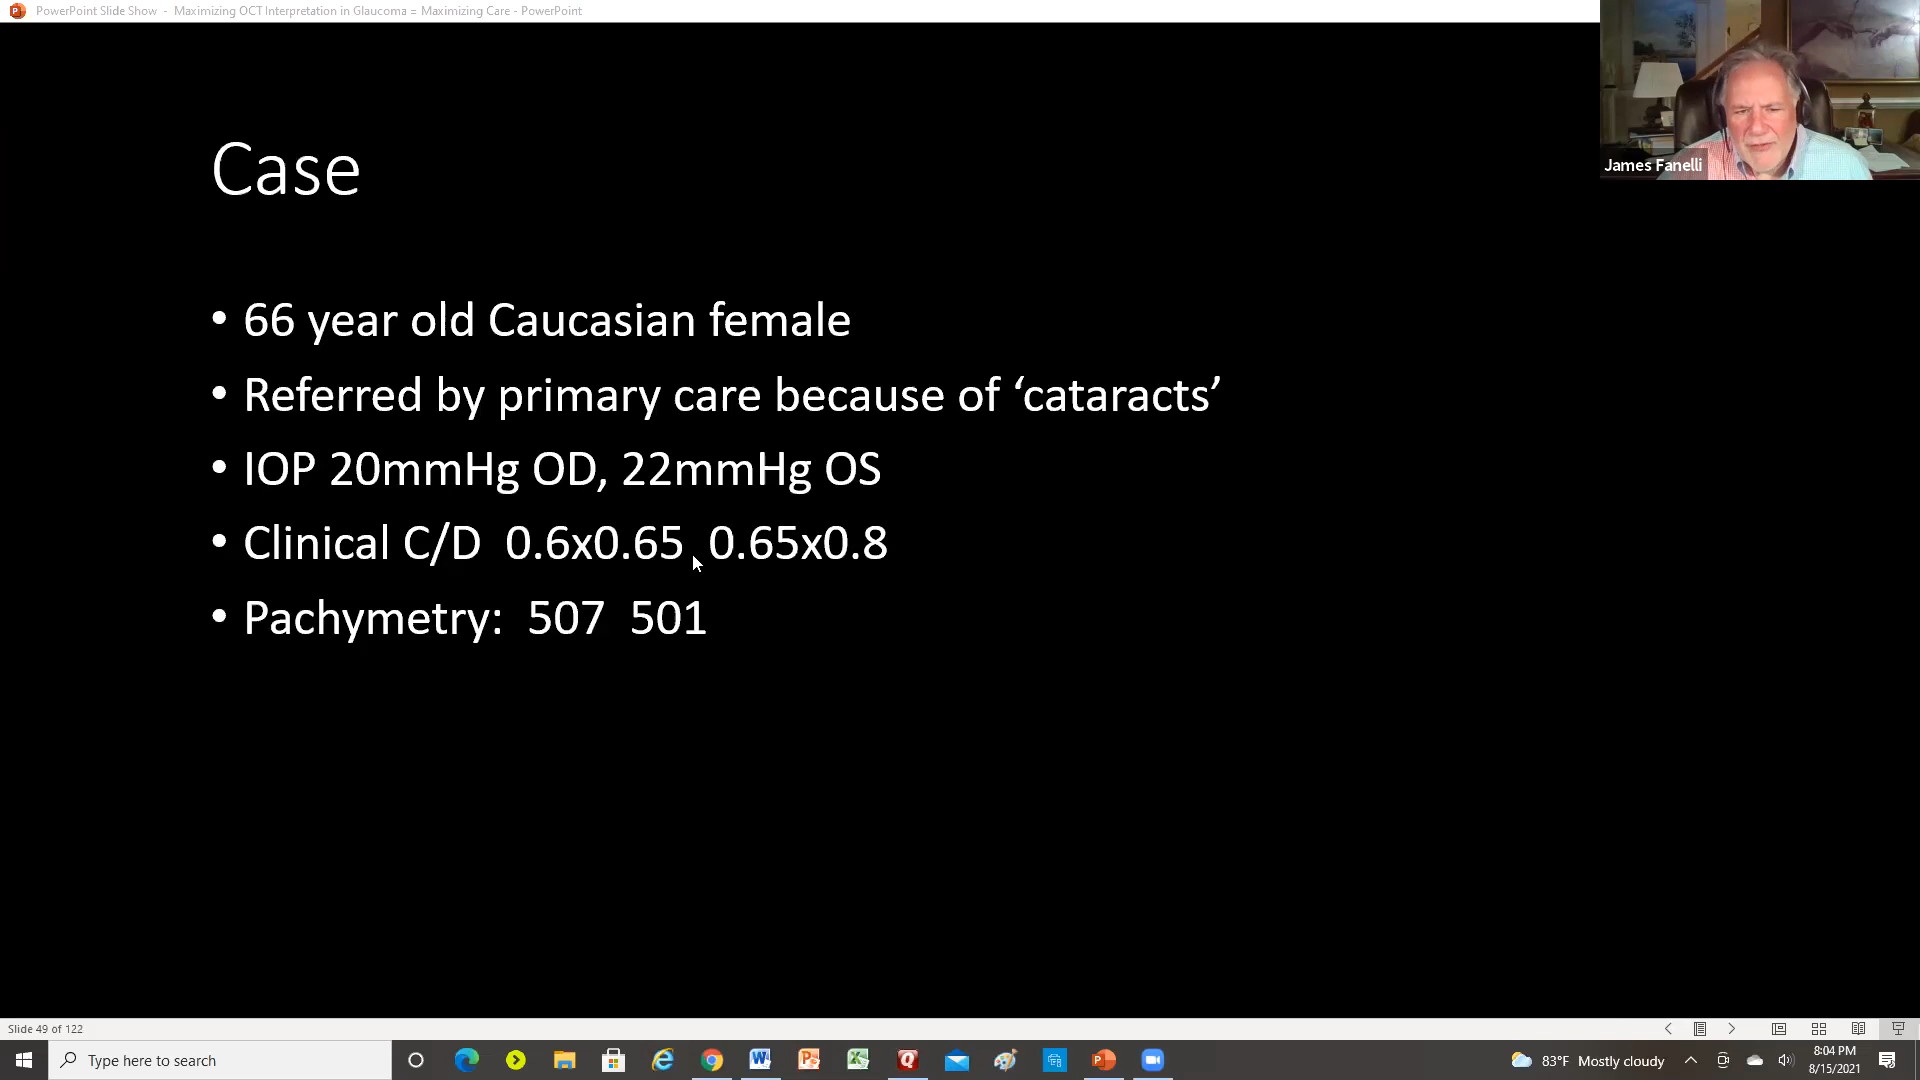 PowerPoint Slide Show - Maximizing OCT Interpretation in Glaucoma = Maximizing Care - PowerPoint
James Fanelli
Case
• 66 year old Caucasian female
• Referred by primary care because of ‘cataracts’
• IOP 20mmHg OD, 22mmHg OS
• Clinical C/D 0.6x0.65 0.65x0.8
• Pachymetry: 507 501
Slide 49 of 122
Type here to search
83°F Mostly cloudy
8:04 PM
8/15/2021